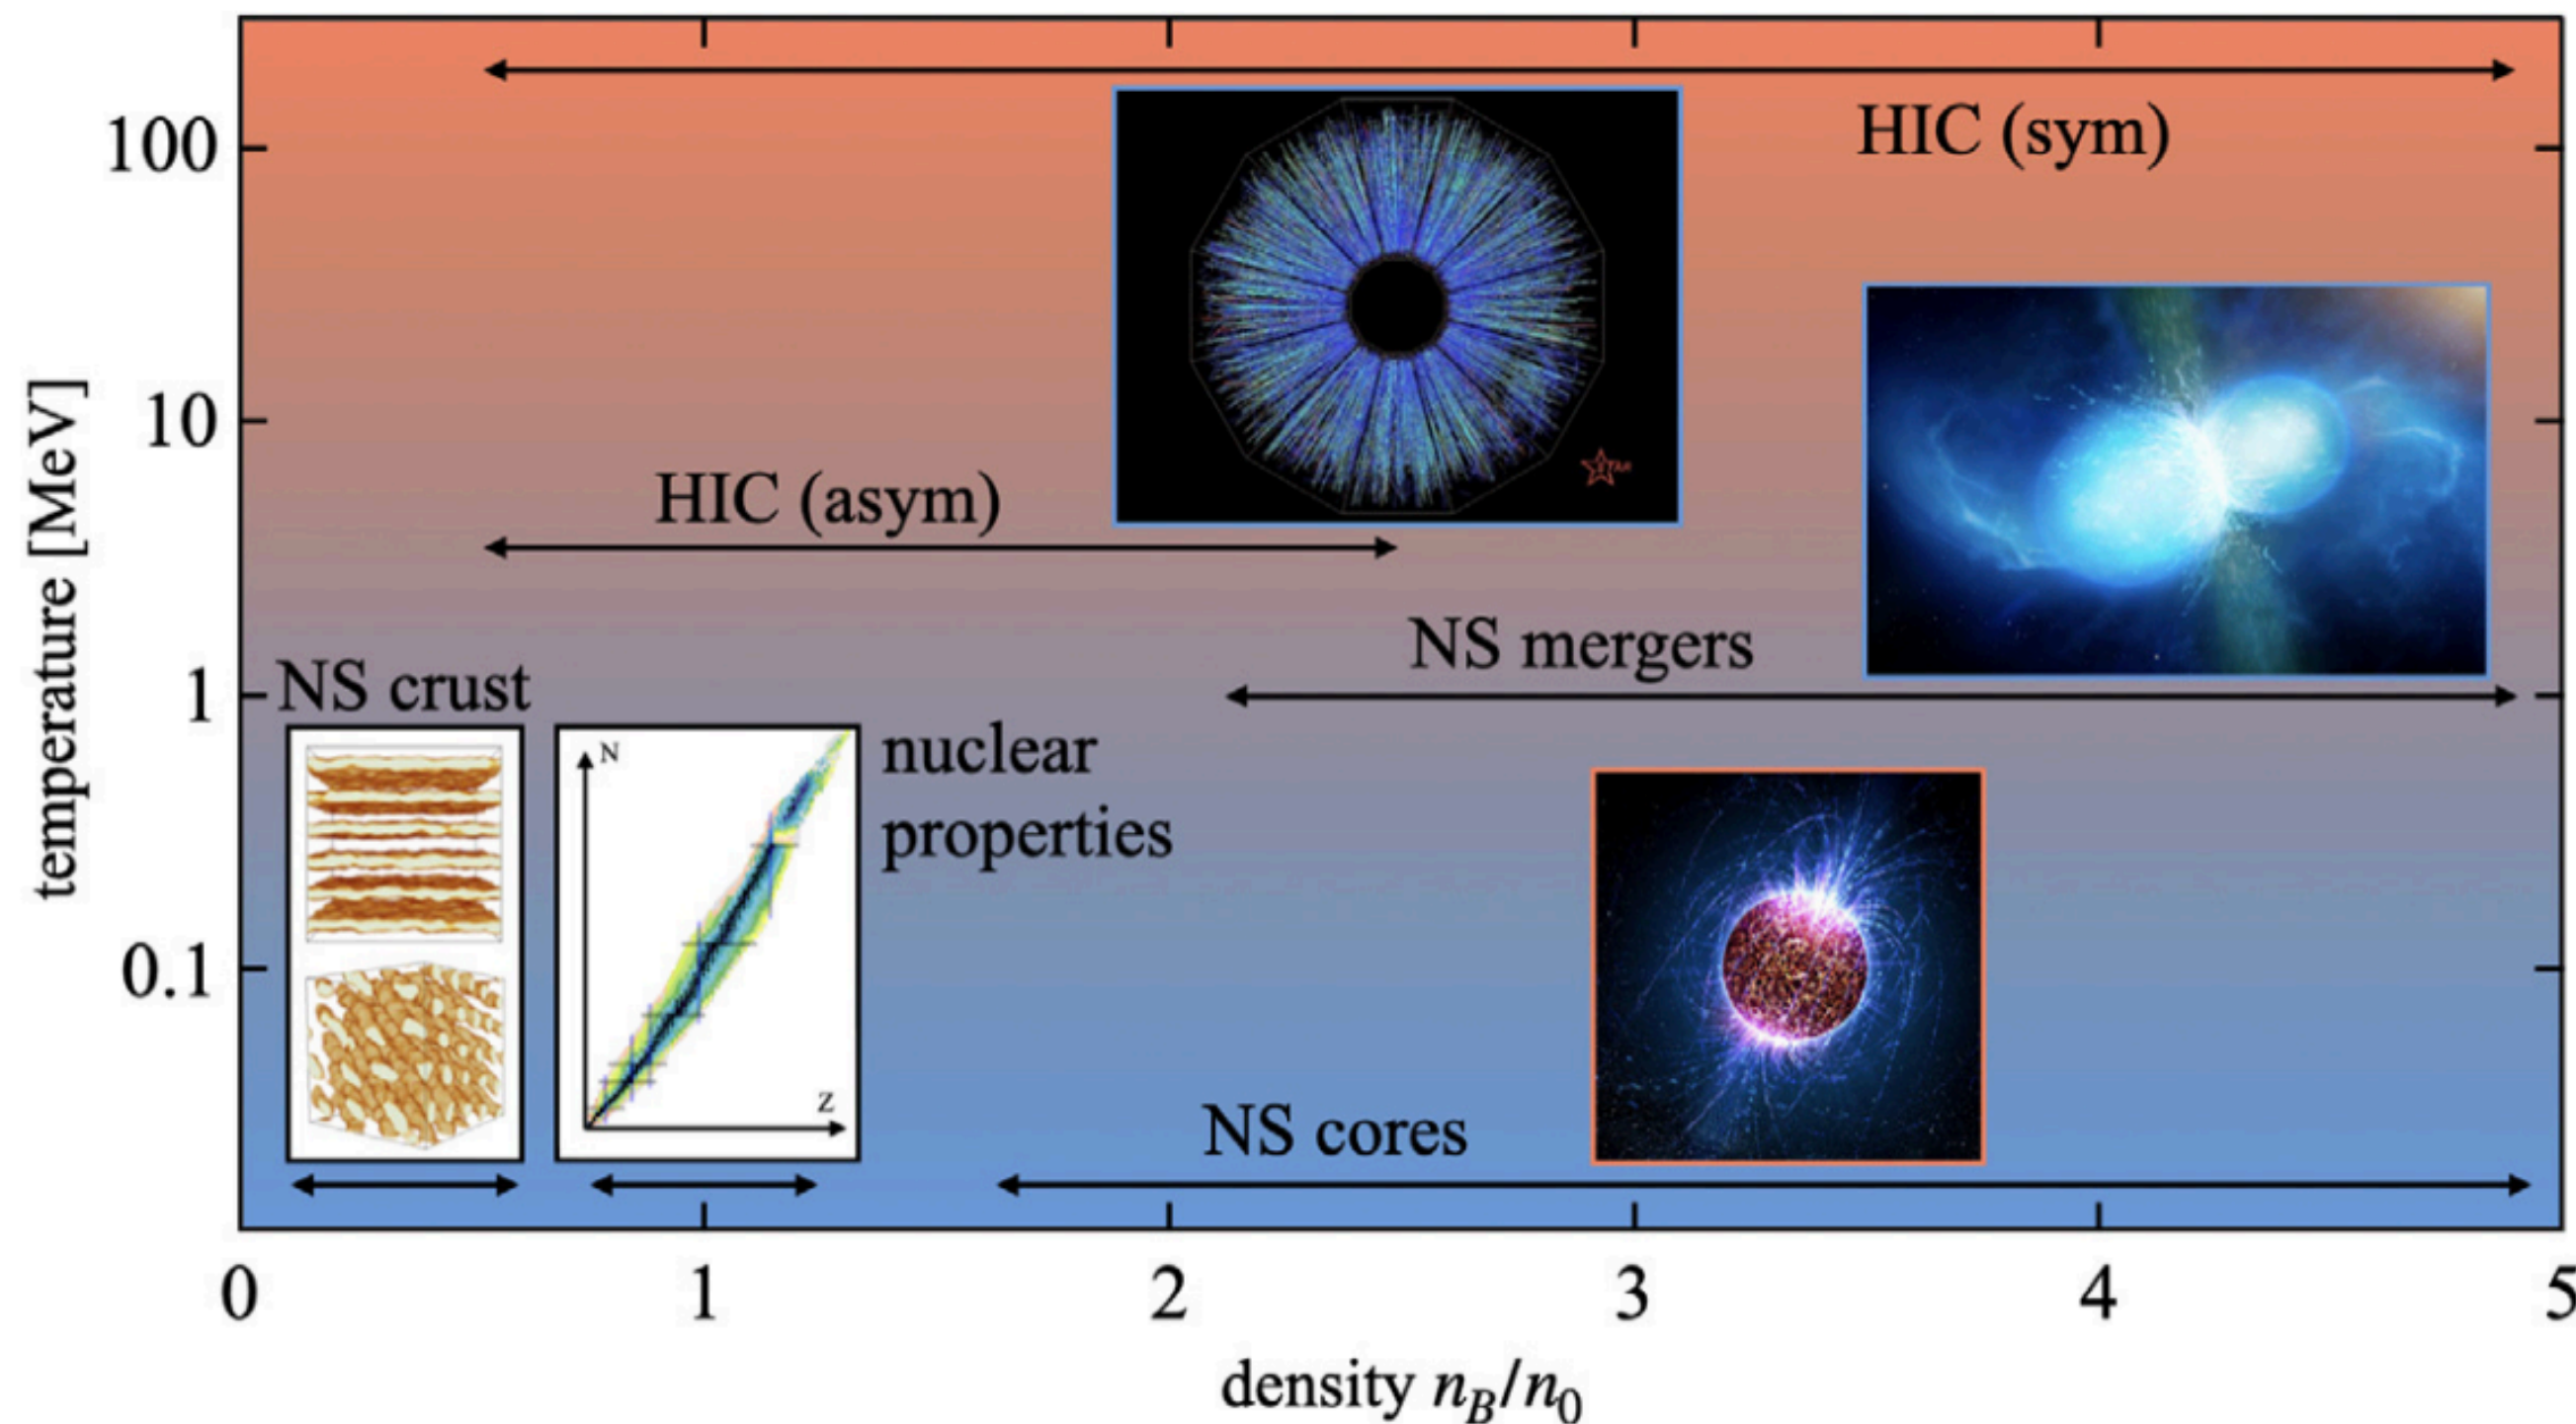 HIC (sym)
100
10
HIC (asym)
NS mergers
temperature [MeV]
1
NS crust
N
nuclear
properties
0.1
Z
NS cores
0
1
2
3
4
5
density n_B/n_0